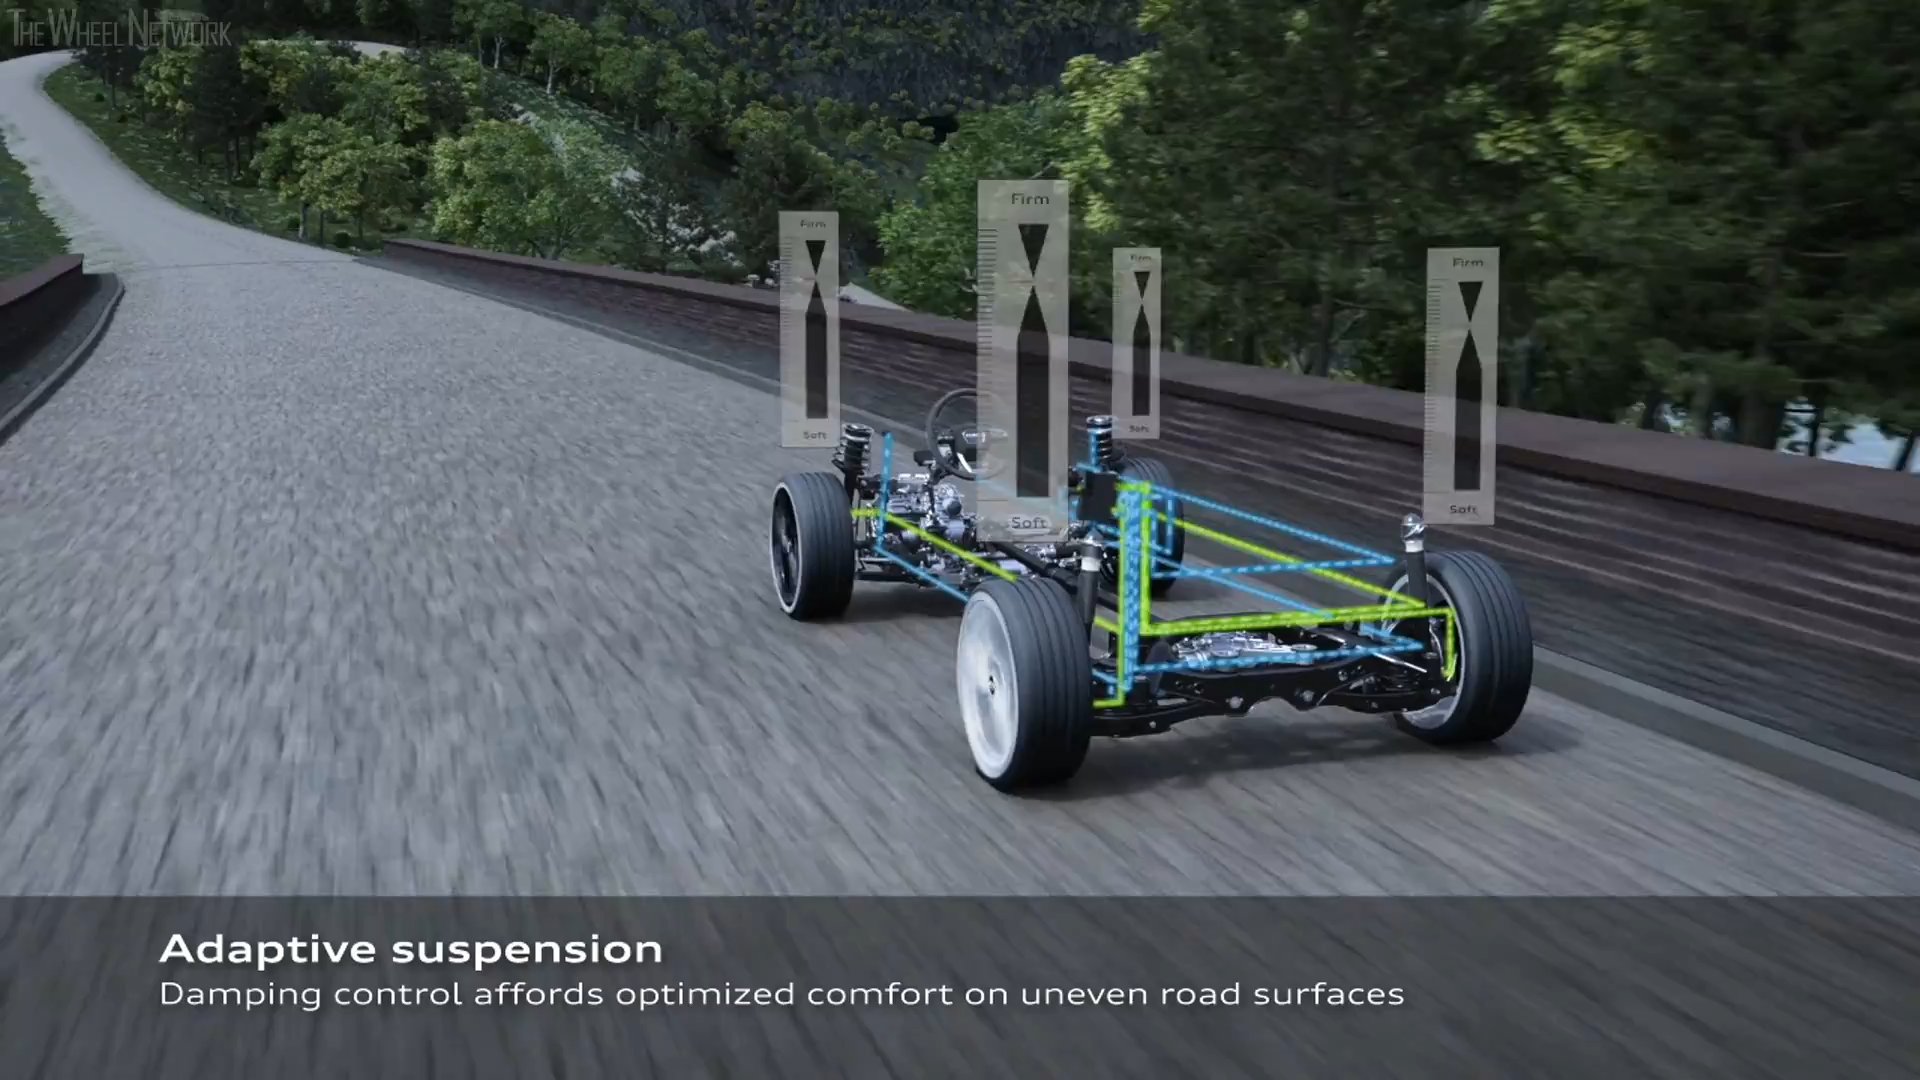 THE WHEEL NETWORK
Firm
Firm
Firm
Firm
Soft
Soft
Soft
Soft
Adaptive suspension
Damping control affords optimized comfort on uneven road surfaces